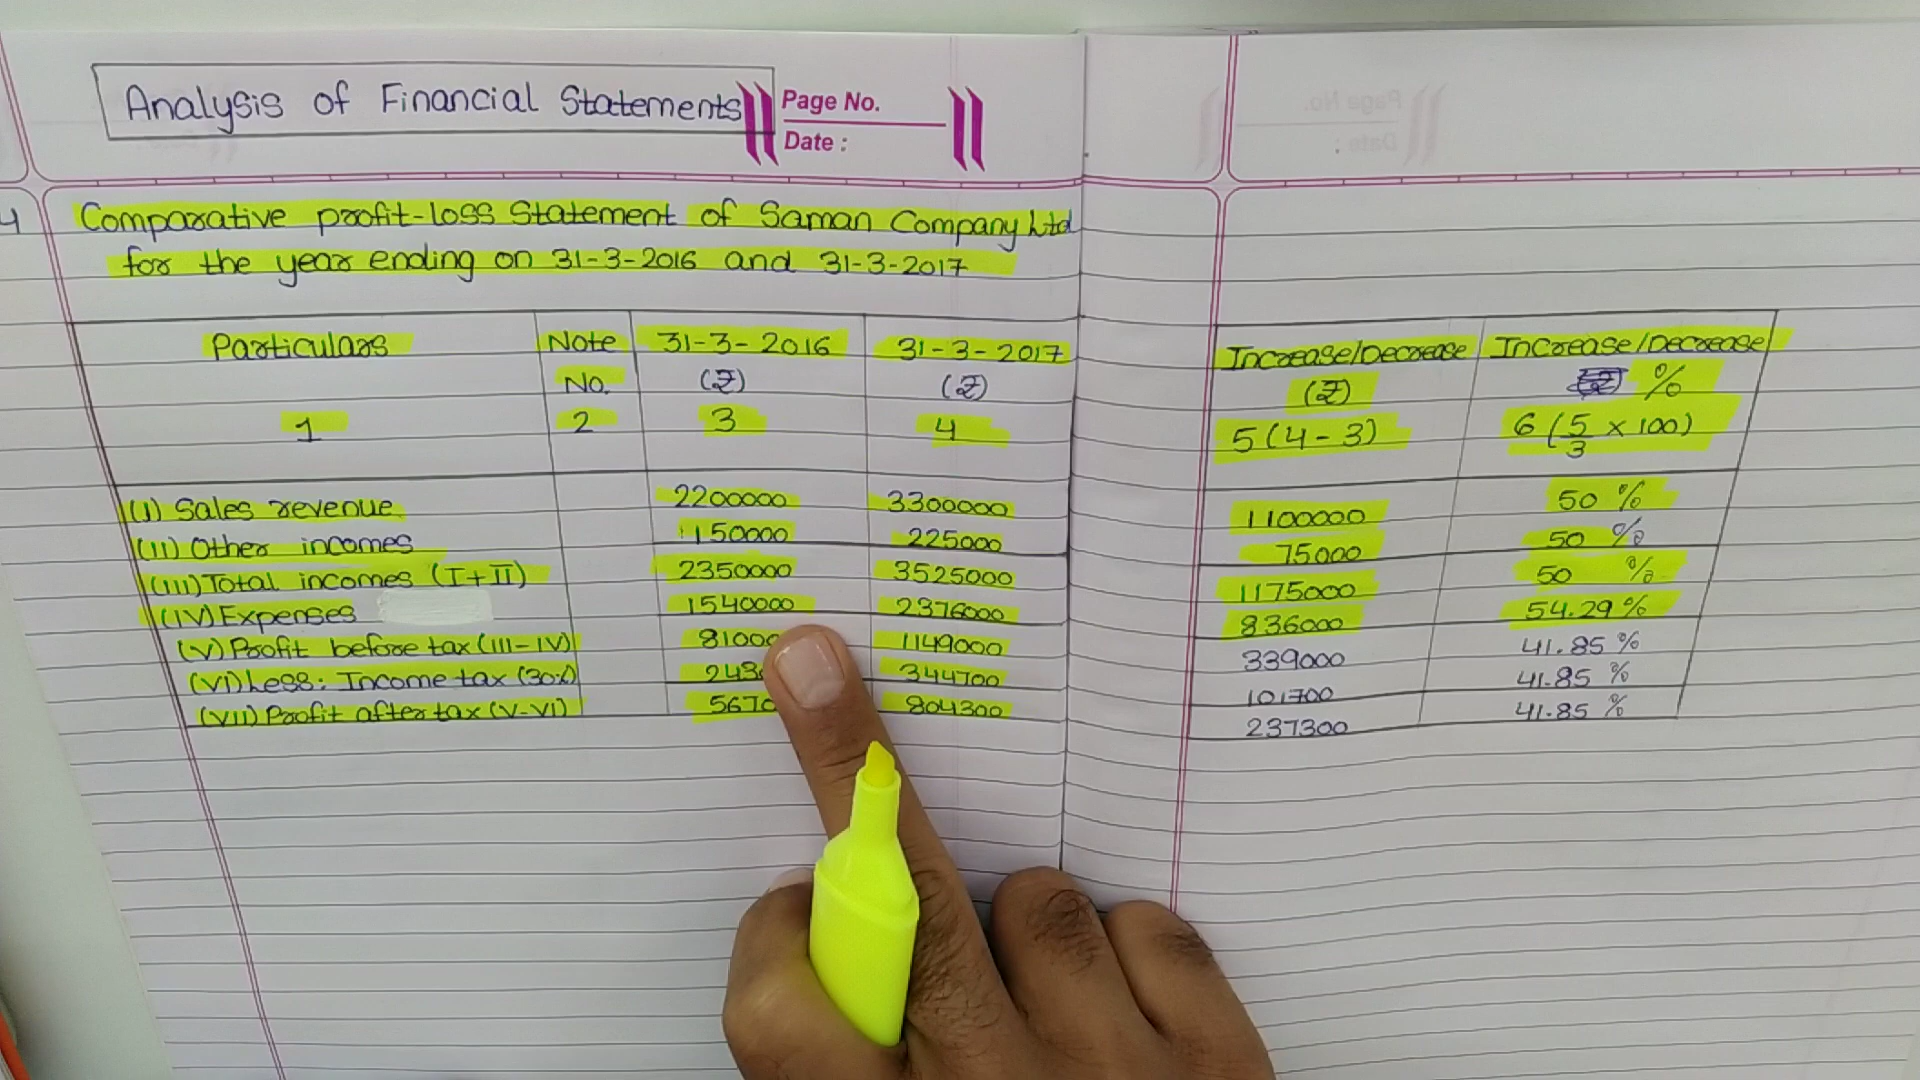 Analysis of Financial Statements
Page No.
Date :
4 Comparative profit-loss Statement of Saman Company Ltd
for the year ending on 31-3-2016 and 31-3-2017
Particulars Note 31-3-2016 31-3-2017 Increase/Decrease Increase/Decrease
No. (₹) (₹) (₹) %
1 2 3 4 5(4-3) 6 (5/3 × 100)
(I) Sales revenue 2200000 3300000 1100000 50 %
(II) Other incomes 150000 225000 75000 50 %
(III) Total incomes (I+II) 2350000 3525000 1175000 50 %
(IV) Expenses 1540000 2376000 836000 54.29%
(V) Profit before tax (III-IV) 1149000 339000 41.85 %
(VI) Less: Income tax (30%) 344700 101700 41.85 %
(VII) Profit after tax (V-VI) 804300 237300 41.85 %